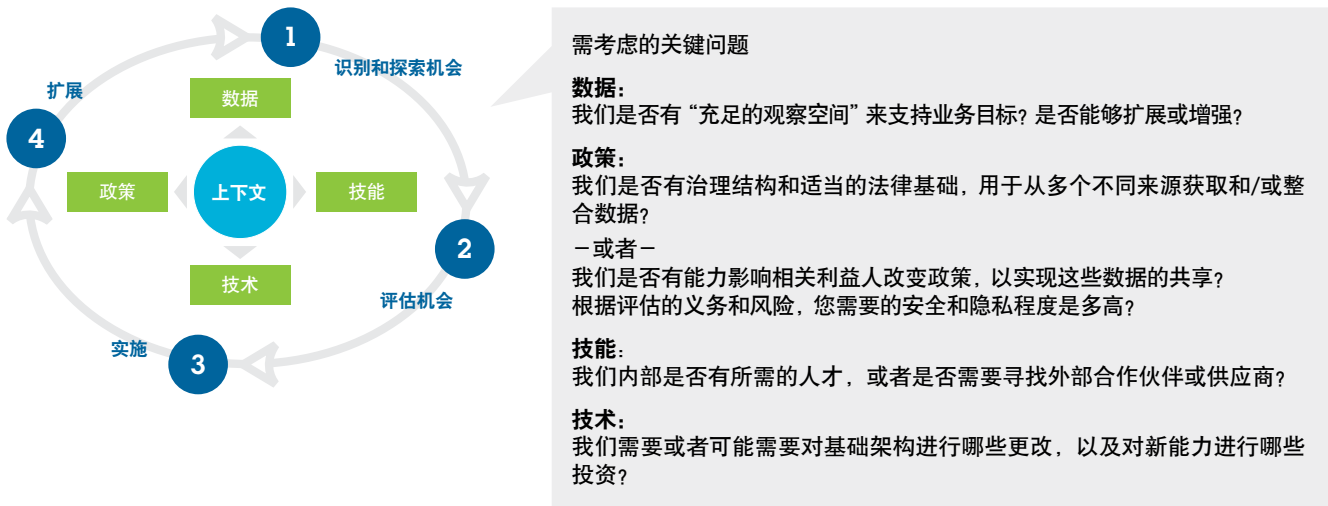 1
识别和探索机会
扩展
4
数据
政策
上下文
技能
技术
2
评估机会
实施
3
需考虑的关键问题
数据：
我们是否有“充足的观察空间”来支持业务目标？是否能够扩展或增强？
政策：
我们是否有治理结构和适当的法律基础，用于从多个不同来源获取和/或整
合数据？
－或者－
我们是否有能力影响相关利益人改变政策，以实现这些数据的共享？
根据评估的义务和风险，您需要的安全和隐私程度是多高？
技能：
我们内部是否有所需的人才，或者是否需要寻找外部合作伙伴或供应商？
技术：
我们需要或者可能需要对基础架构进行哪些更改，以及对新能力进行哪些
投资？